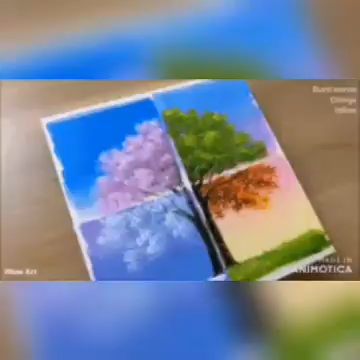 Burnt sienna
Orange
Yellow
MADE IN
ANIMOTICA